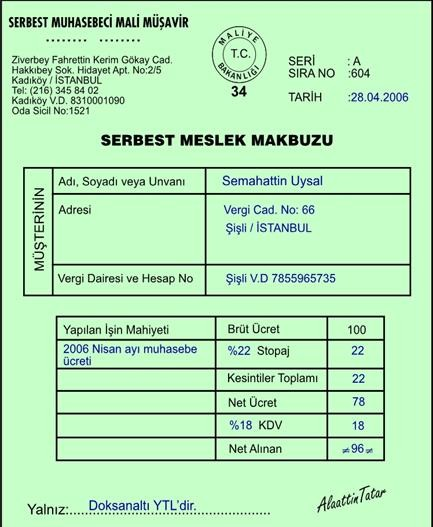 SERBEST MUHASEBECİ MALİ MÜŞAVİR
........ ........
Ziverbey Fahrettin Kerim Gökay Cad.
Hakkıbey Sok. Hidayet Apt. No:2/5
Kadıköy / İSTANBUL
Tel: (216) 345 84 02
Kadıköy V.D. 8310001090
Oda Sicil No:1521
MALİYE
T.C.
BAKANLIĞI
34
SERİ : A
SIRA NO :604
TARİH :28.04.2006
SERBEST MESLEK MAKBUZU
MÜŞTERİNİN
Adı, Soyadı veya Unvanı Semahattin Uysal
Adresi Vergi Cad. No: 66
Şişli / İSTANBUL
Vergi Dairesi ve Hesap No Şişli V.D 7855965735
Yapılan İşin Mahiyeti Brüt Ücret 100
2006 Nisan ayı muhasebe %22 Stopaj 22
ücreti
Kesintiler Toplamı 22
Net Ücret 78
%18 KDV 18
Net Alınan 96
Yalnız:..... Doksanaltı YTL'dir. ....................
Alaattin Tatar